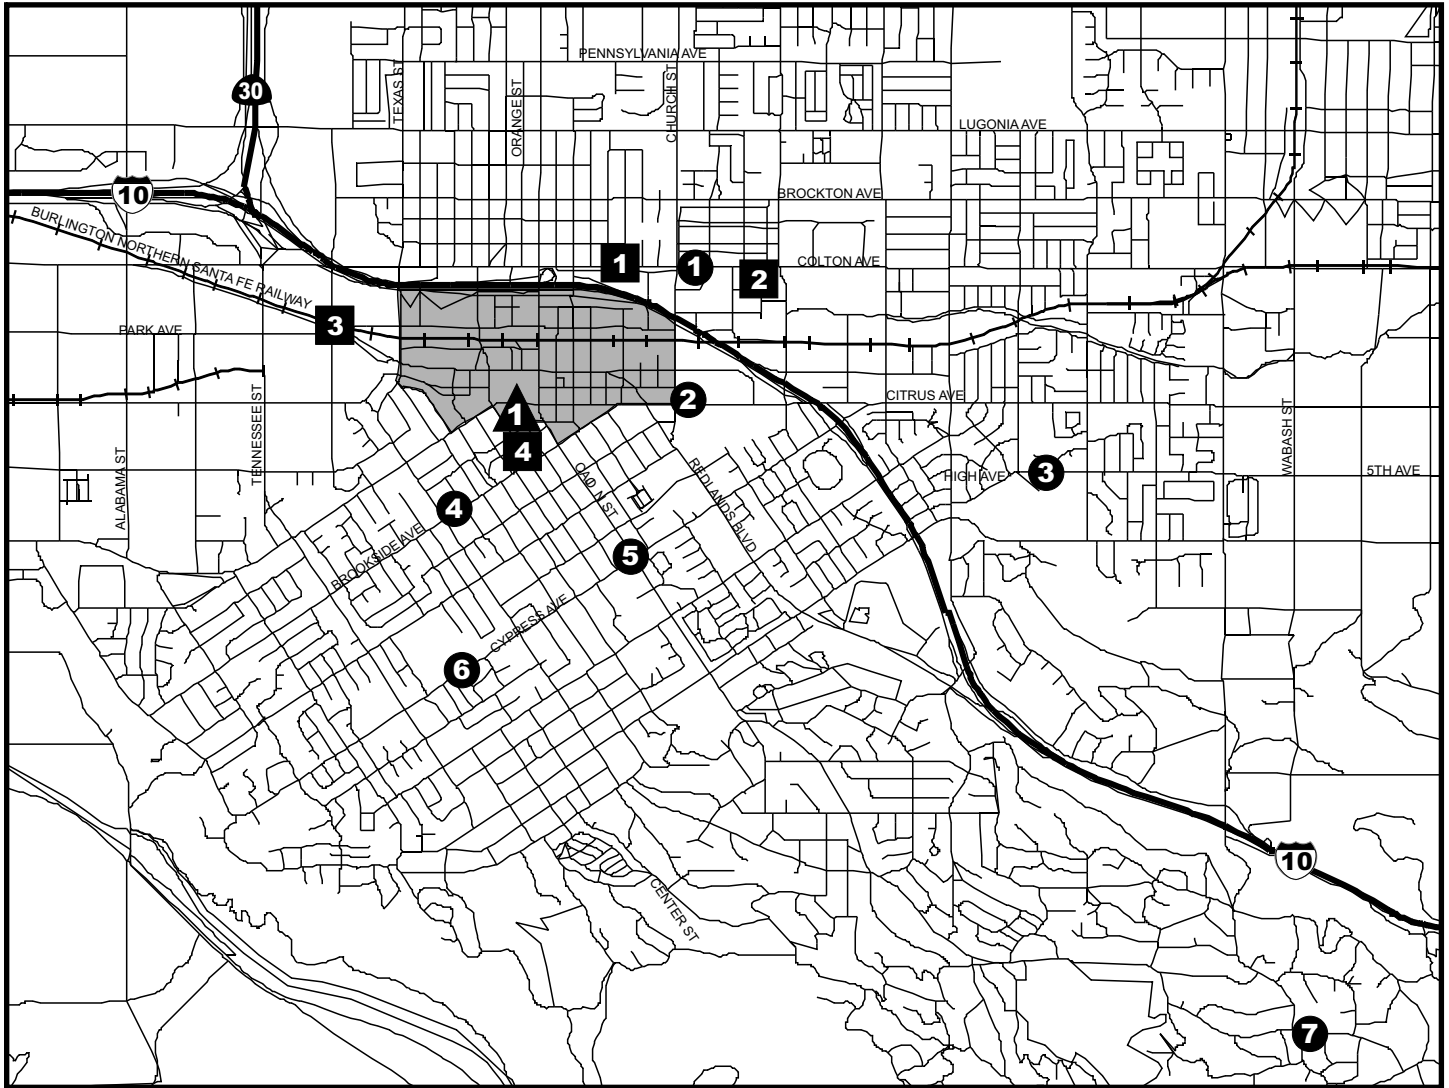 PENNSYLVANIA AVE
30
TEXAS ST
ORANGE ST
CHURCH ST
LUGONIA AVE
10
BROCKTON AVE
BURLINGTON NORTHERN SANTA FE RAILWAY
1
1
2
COLTON AVE
3
PARK AVE
1
2
CITRUS AVE
4
TENNESSEE ST
ALABAMA ST
WABASH ST
HIGH AVE
3
5TH AVE
4
REDLANDS BLVD
BROOKSIDE AVE
5
CYPRESS AVE
6
10
CENTER ST
7